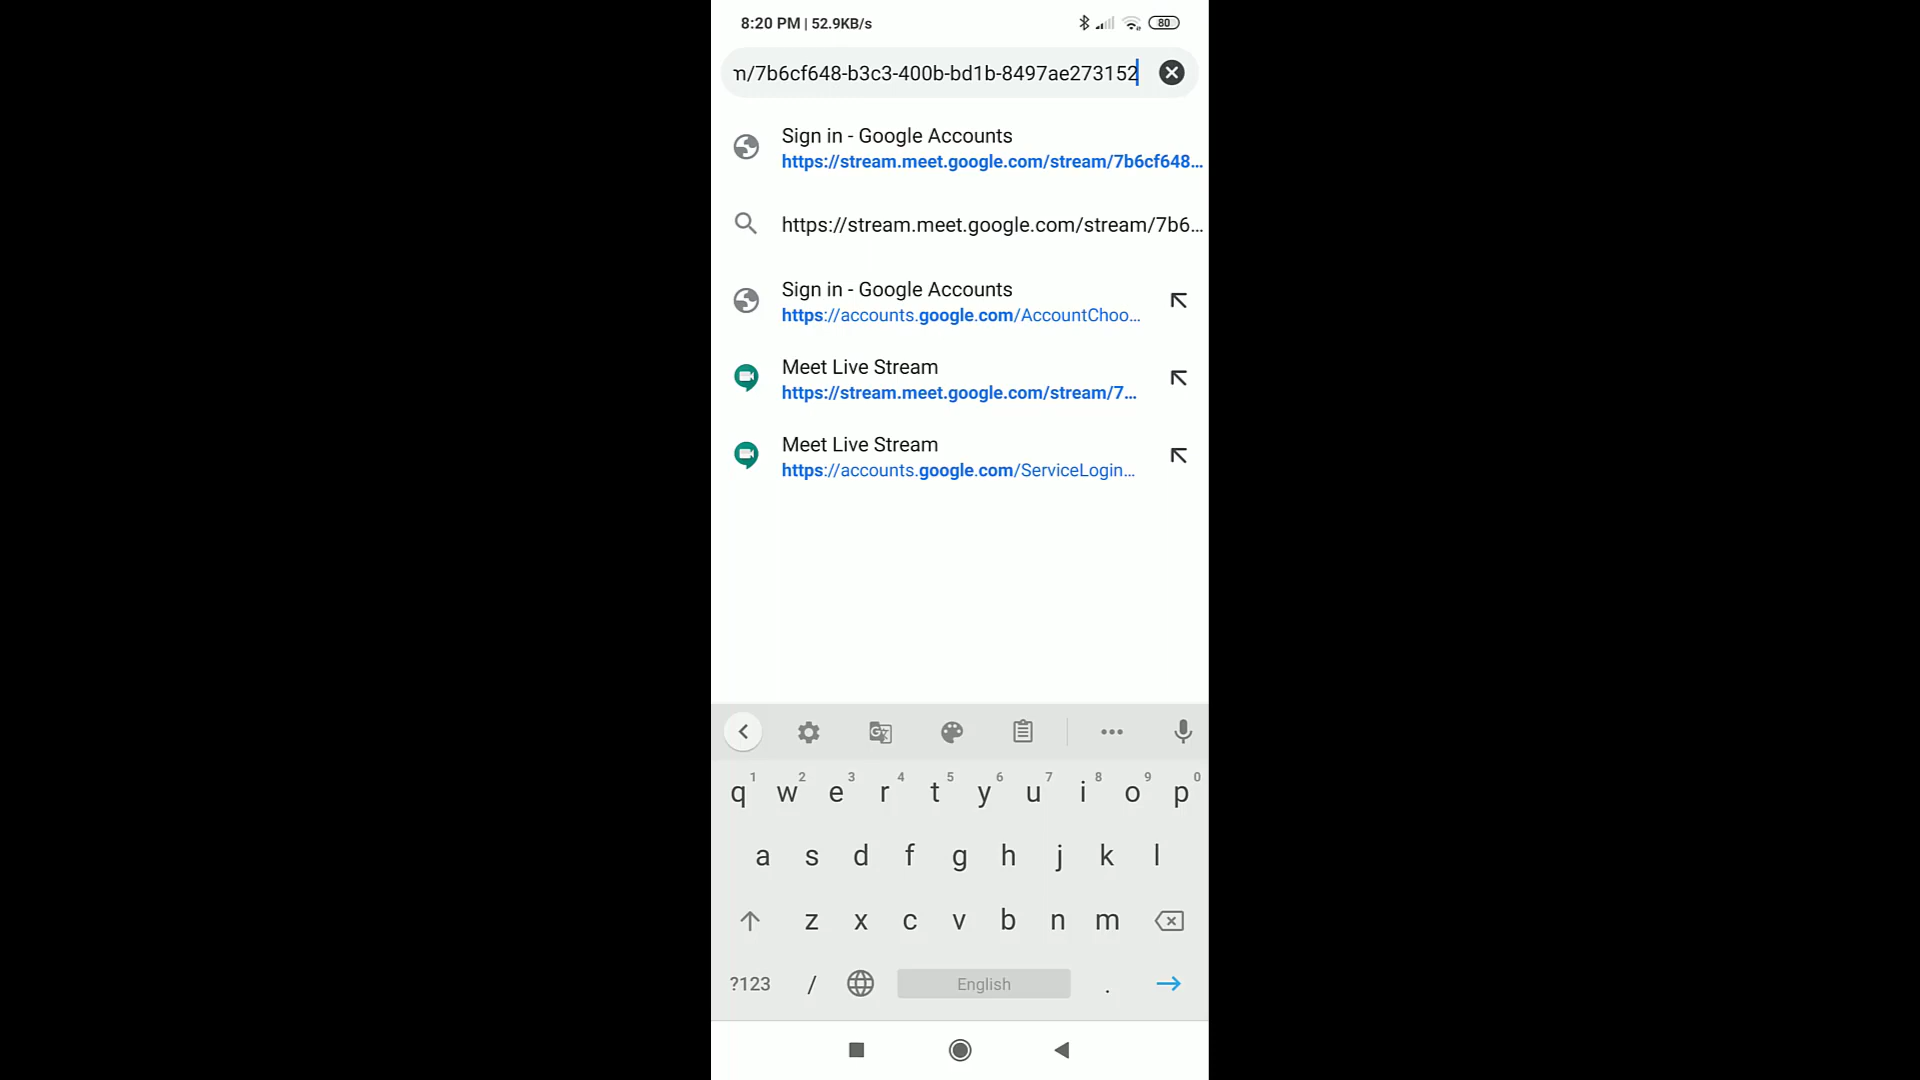 8:20 PM | 52.9KB/s
80
n/7b6cf648-b3c3-400b-bd1b-8497ae273152
Sign in - Google Accounts
https://stream.meet.google.com/stream/7b6cf648...
https://stream.meet.google.com/stream/7b6...
Sign in - Google Accounts
https://accounts.google.com/AccountChoo...
Meet Live Stream
https://stream.meet.google.com/stream/7...
Meet Live Stream
https://accounts.google.com/ServiceLogin...
1 2 3 4 5 6 7 8 9 0
q w e r t y u i o p
a s d f g h j k l
z x c v b n m
?123 / English .